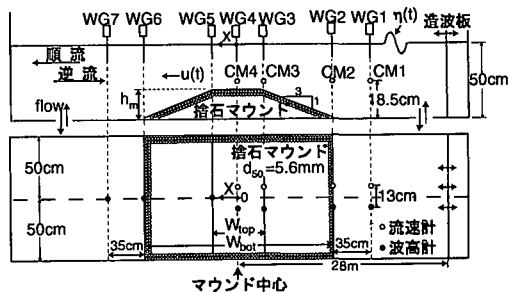 WG7 WG6 WG5 WG4 WG3 WG2 WG1 η(t) 造波板
X
順流
逆流
u(t)
CM4 CM3 CM2 CM1
50cm
hm
3
1
18.5cm
捨石マウンド
flow
捨石マウンド
d50=5.6mm
50cm
X
0
13cm
Wtop
Wbot
50cm
35cm
35cm
流速計
波高計
28m
マウンド中心